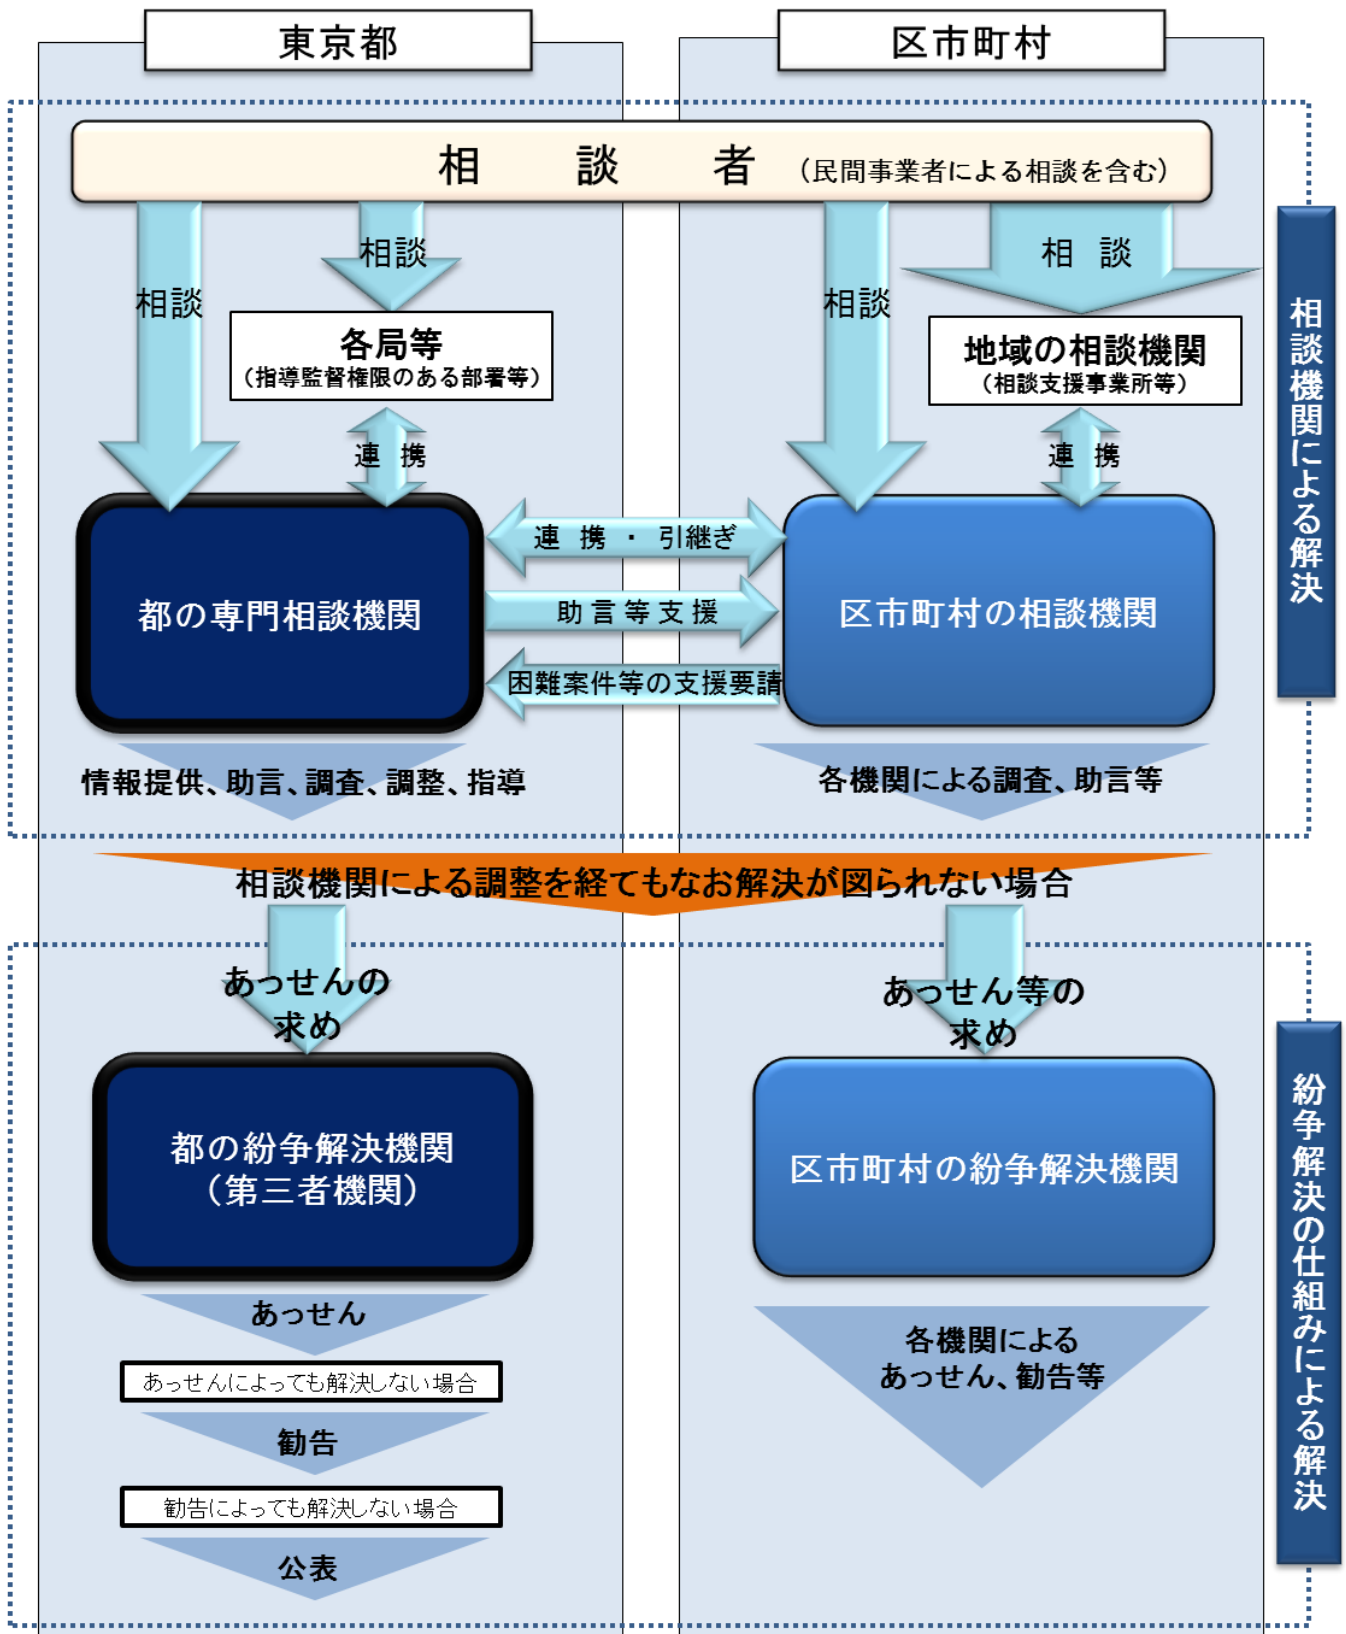 東京都
区市町村
相談者（民間事業者による相談を含む）
相談
相談
相談
相談
各局等
（指導監督権限のある部署等）
地域の相談機関
（相談支援事業所等）
連携
連携
都の専門相談機関
連携・引継ぎ
助言等支援
困難案件等の支援要請
区市町村の相談機関
情報提供、助言、調査、調整、指導
各機関による調査、助言等
相談機関による解決
相談機関による調整を経てもなお解決が図られない場合
あっせんの
求め
あっせん等の
求め
都の紛争解決機関
（第三者機関）
区市町村の紛争解決機関
あっせん
あっせんによっても解決しない場合
勧告
勧告によっても解決しない場合
公表
各機関による
あっせん、勧告等
紛争解決の仕組みによる解決